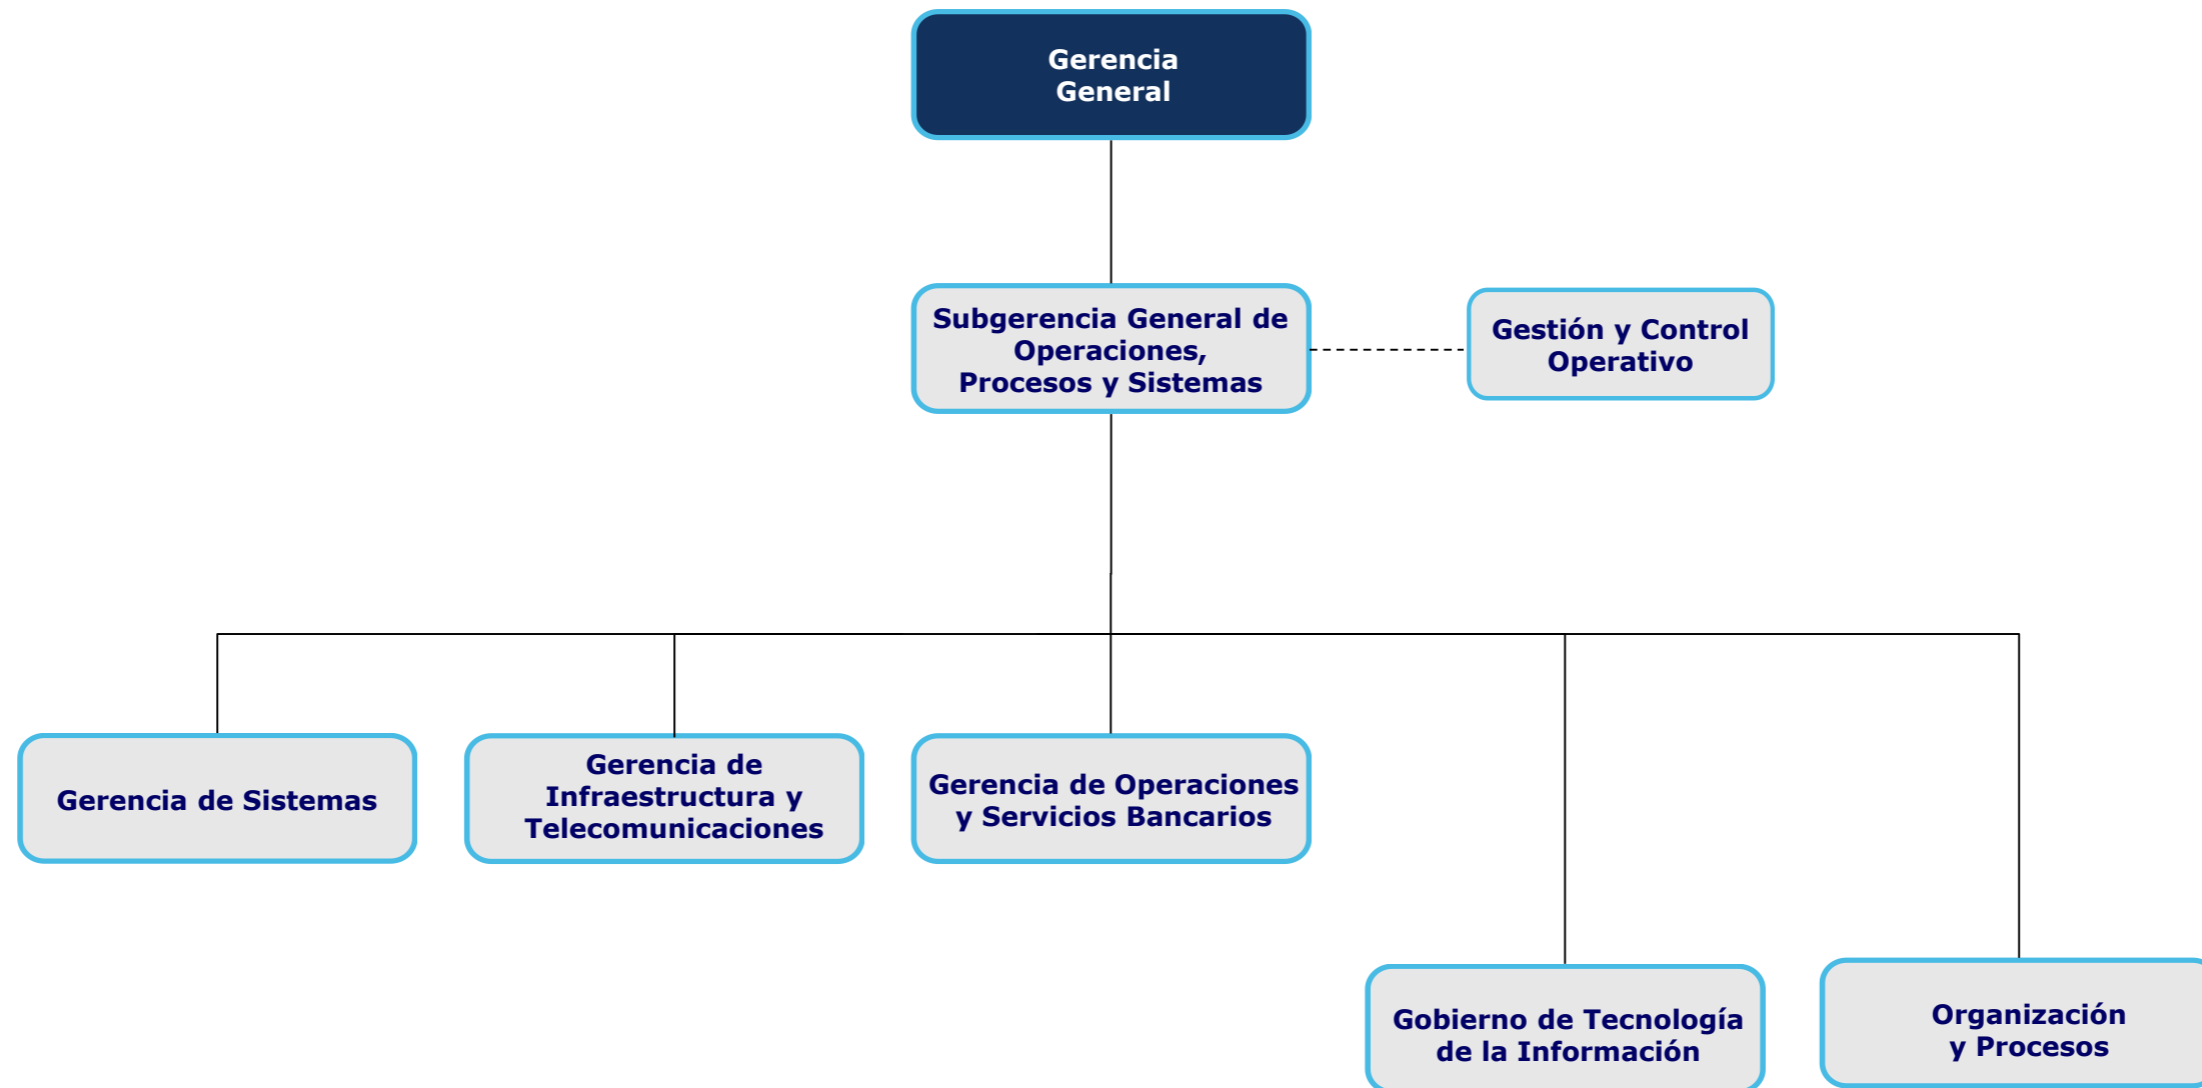 Gerencia
General
Subgerencia General de
Operaciones,
Procesos y Sistemas
Gestión y Control
Operativo
Gerencia de Sistemas
Gerencia de
Infraestructura y
Telecomunicaciones
Gerencia de Operaciones
y Servicios Bancarios
Gobierno de Tecnología
de la Información
Organización
y Procesos